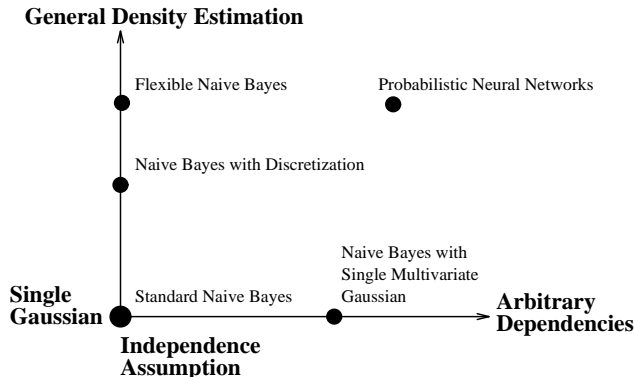 General Density Estimation
Flexible Naive Bayes
Probabilistic Neural Networks
Naive Bayes with Discretization
Naive Bayes with
Single Multivariate
Gaussian
Single
Gaussian
Standard Naive Bayes
Arbitrary
Dependencies
Independence
Assumption